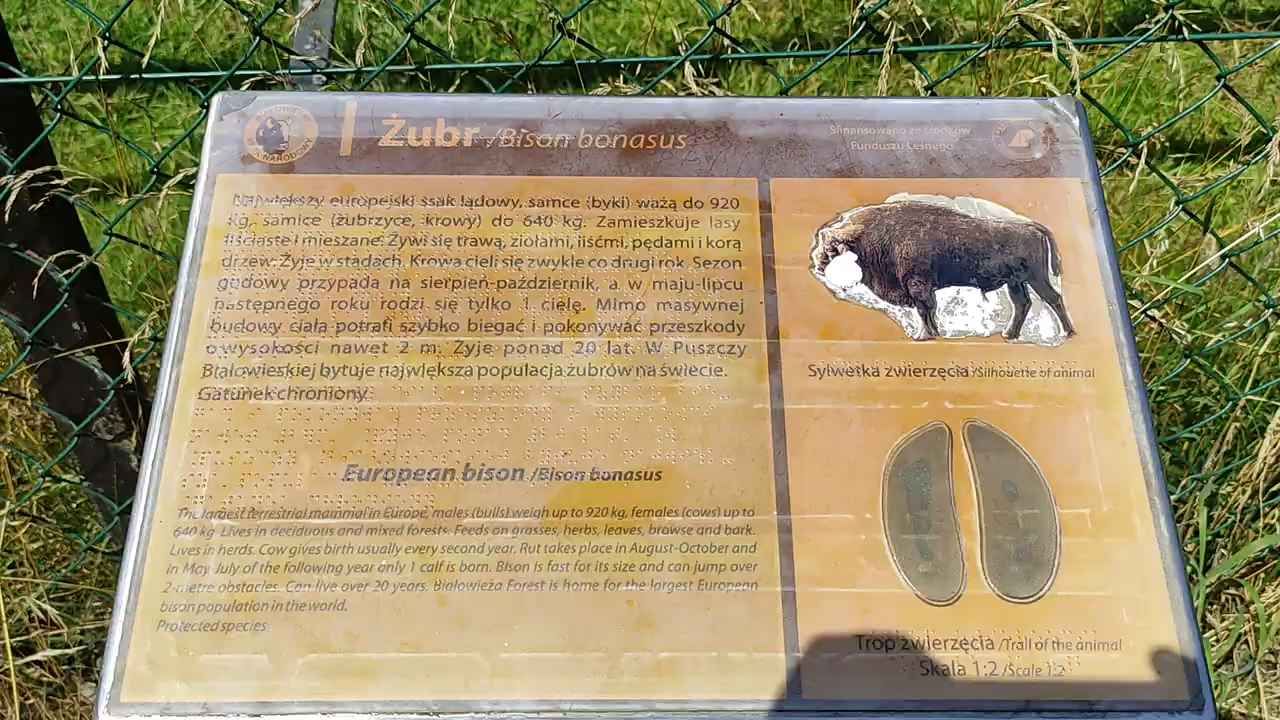 Żubr /Bison bonasus
Sfinansowano ze środków
Funduszu Leśnego
Największy europejski ssak lądowy, samce (byki) ważą do 920
kg, samice (żubrzyce, krowy) do 640 kg. Zamieszkuje lasy
liściaste i mieszane. Żywi się trawą, ziołami, liśćmi, pędami i korą
drzew. Żyje w stadach. Krowa cieli się zwykle co drugi rok. Sezon
godowy przypada na sierpień-październik, a w maju-lipcu
następnego roku rodzi się tylko 1 cielę. Mimo masywnej
budowy ciała potrafi szybko biegać i pokonywać przeszkody
o wysokości nawet 2 m. Żyje ponad 20 lat. W Puszczy
Białowieskiej bytuje największa populacja żubrów na świecie.
Gatunek chroniony.
European bison /Bison bonasus
The largest terrestrial mammal in Europe, males (bulls) weigh up to 920 kg, females (cows) up to
640 kg. Lives in deciduous and mixed forests. Feeds on grasses, herbs, leaves, browse and bark.
Lives in herds. Cow gives birth usually every second year. Rut takes place in August-October and
in May-July of the following year only 1 calf is born. Bison is fast for its size and can jump over
2-metre obstacles. Can live over 20 years. Białowieża Forest is home for the largest European
bison population in the world.
Protected species.
Sylwetka zwierzęcia /Silhouette of animal
Trop zwierzęcia /Trail of the animal
Skala 1:2 /Scale 1:2